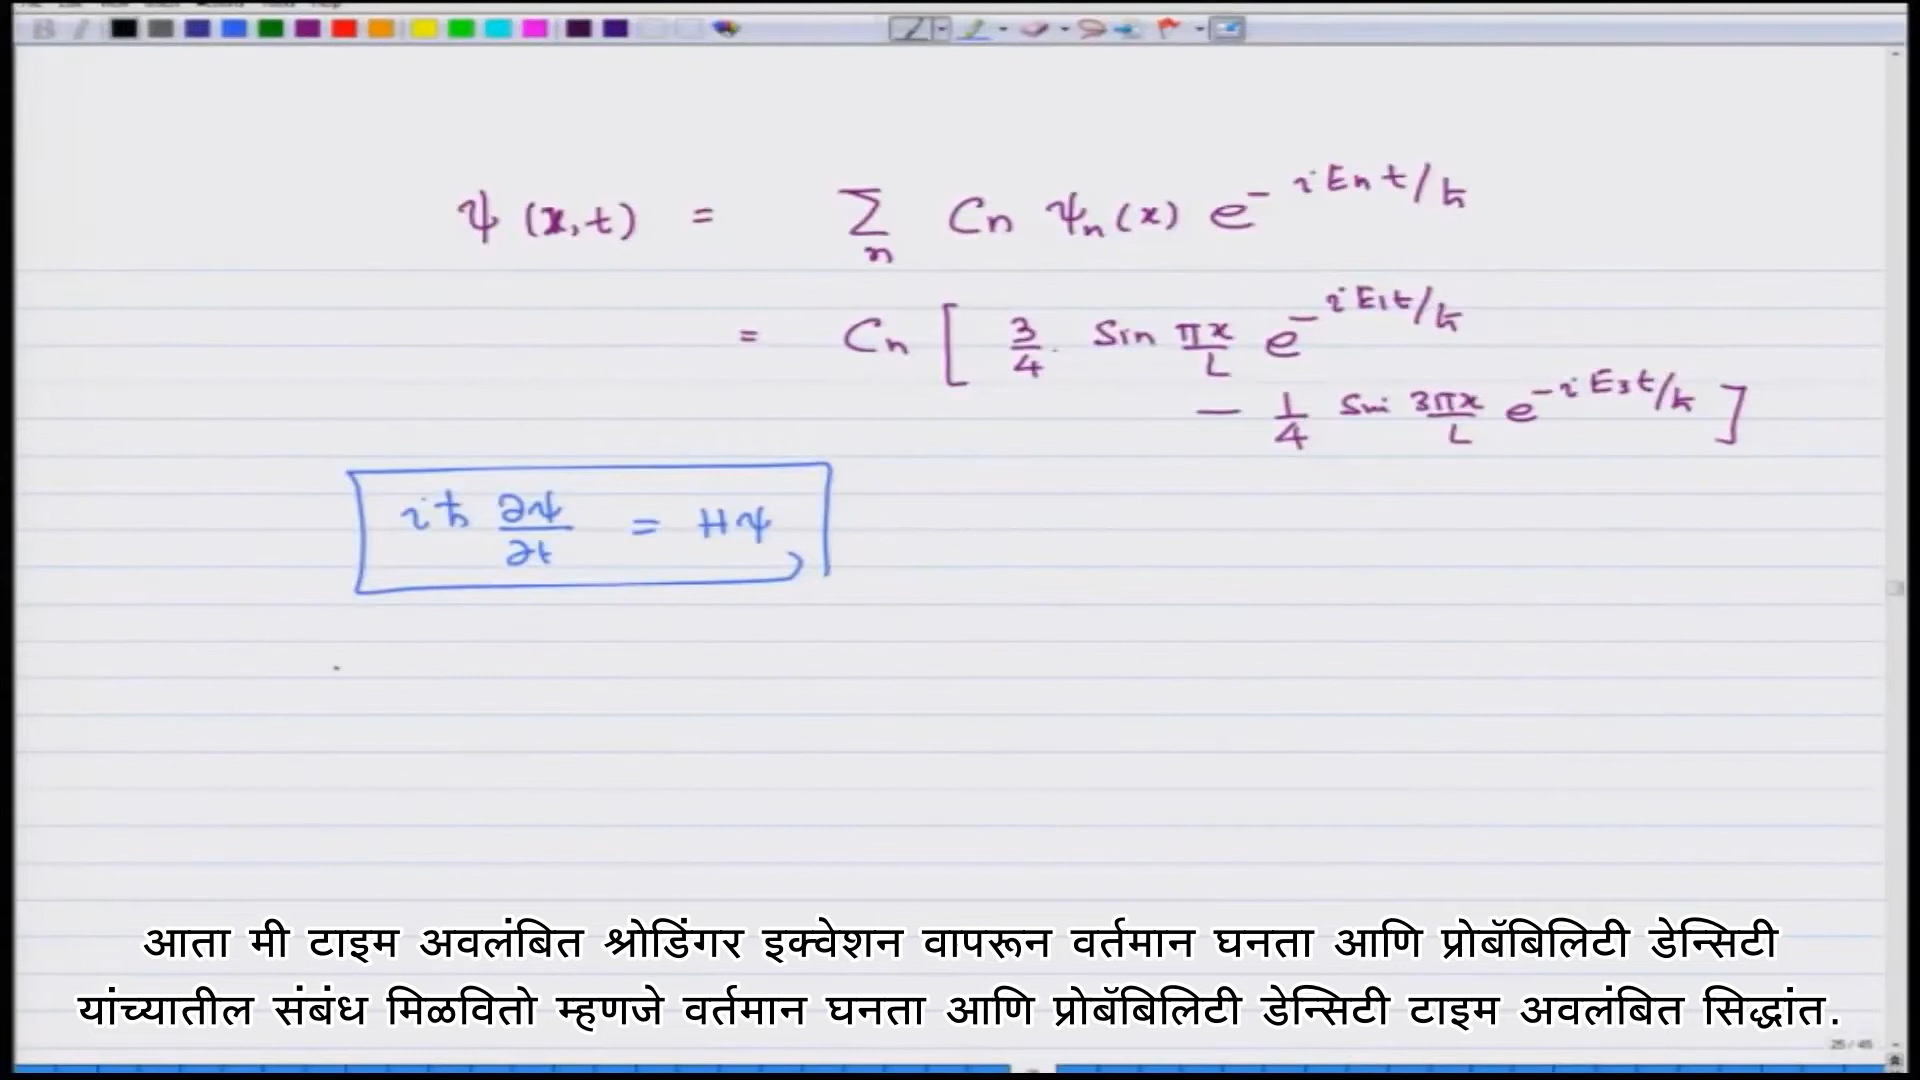 ψ (x,t) = Σ_n Cn ψn(x) e^{-iEnt/ħ}
= Cn [ 3/4 . Sin πx/L e^{-iE1t/ħ}
- 1/4 Sin 3πx/L e^{-iE3t/ħ} ]
iħ ∂ψ/∂t = Hψ
आता मी टाइम अवलंबित श्रोडिंगर इक्वेशन वापरून वर्तमान घनता आणि प्रोबॅबिलिटी डेन्सिटी
यांच्यातील संबंध मिळवितो म्हणजे वर्तमान घनता आणि प्रोबॅबिलिटी डेन्सिटी टाइम अवलंबित सिद्धांत.